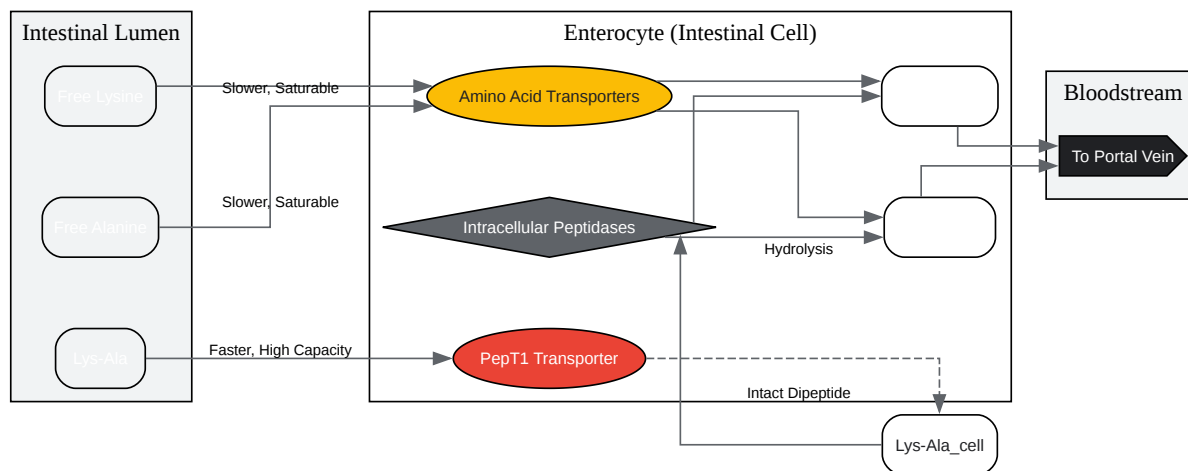 Intestinal Lumen
Free Lysine
Free Alanine
Lys-Ala
Slower, Saturable
Slower, Saturable
Faster, High Capacity
Enterocyte (Intestinal Cell)
Amino Acid Transporters
Intracellular Peptidases
Hydrolysis
PepT1 Transporter
Intact Dipeptide
Lys-Ala_cell
Bloodstream
To Portal Vein